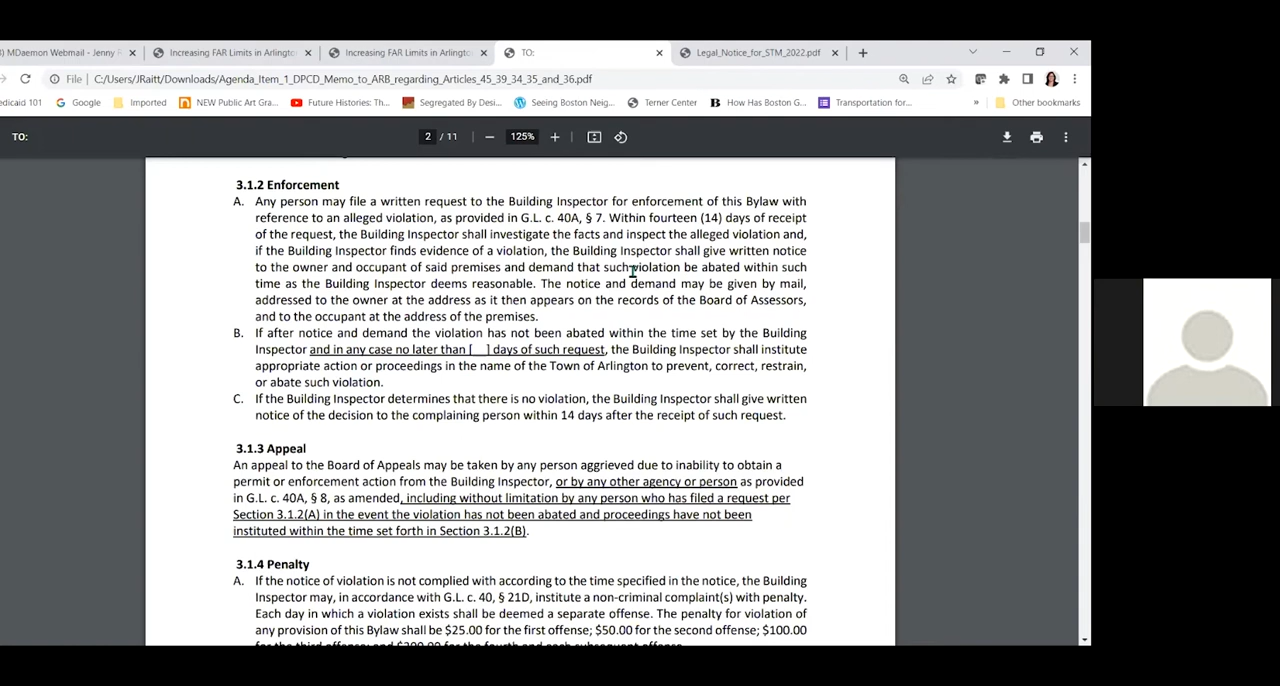 ) MDaemon Webmail - Jenny
Increasing FAR Limits in Arlingto
Increasing FAR Limits in Arlingto
TO:
Legal_Notice_for_STM_2022.pdf
File | C:/Users/JRaitt/Downloads/Agenda_Item_1_DPCD_Memo_to_ARB_regarding_Articles_45_39_34_35_and_36.pdf
edicaid 101
Google
Imported
NEW Public Art Gra...
Future Histories: Th...
Segregated By Desi...
Seeing Boston Neig...
Terner Center
How Has Boston G...
Transportation for...
» Other bookmarks
TO:
2 / 11
125%
3.1.2 Enforcement
A. Any person may file a written request to the Building Inspector for enforcement of this Bylaw with
reference to an alleged violation, as provided in G.L. c. 40A, § 7. Within fourteen (14) days of receipt
of the request, the Building Inspector shall investigate the facts and inspect the alleged violation and,
if the Building Inspector finds evidence of a violation, the Building Inspector shall give written notice
to the owner and occupant of said premises and demand that such violation be abated within such
time as the Building Inspector deems reasonable. The notice and demand may be given by mail,
addressed to the owner at the address as it then appears on the records of the Board of Assessors,
and to the occupant at the address of the premises.
B. If after notice and demand the violation has not been abated within the time set by the Building
Inspector and in any case no later than [__] days of such request, the Building Inspector shall institute
appropriate action or proceedings in the name of the Town of Arlington to prevent, correct, restrain,
or abate such violation.
C. If the Building Inspector determines that there is no violation, the Building Inspector shall give written
notice of the decision to the complaining person within 14 days after the receipt of such request.
3.1.3 Appeal
An appeal to the Board of Appeals may be taken by any person aggrieved due to inability to obtain a
permit or enforcement action from the Building Inspector, or by any other agency or person as provided
in G.L. c. 40A, § 8, as amended, including without limitation by any person who has filed a request per
Section 3.1.2(A) in the event the violation has not been abated and proceedings have not been
instituted within the time set forth in Section 3.1.2(B).
3.1.4 Penalty
A. If the notice of violation is not complied with according to the time specified in the notice, the Building
Inspector may, in accordance with G.L. c. 40, § 21D, institute a non-criminal complaint(s) with penalty.
Each day in which a violation exists shall be deemed a separate offense. The penalty for violation of
any provision of this Bylaw shall be $25.00 for the first offense; $50.00 for the second offense; $100.00